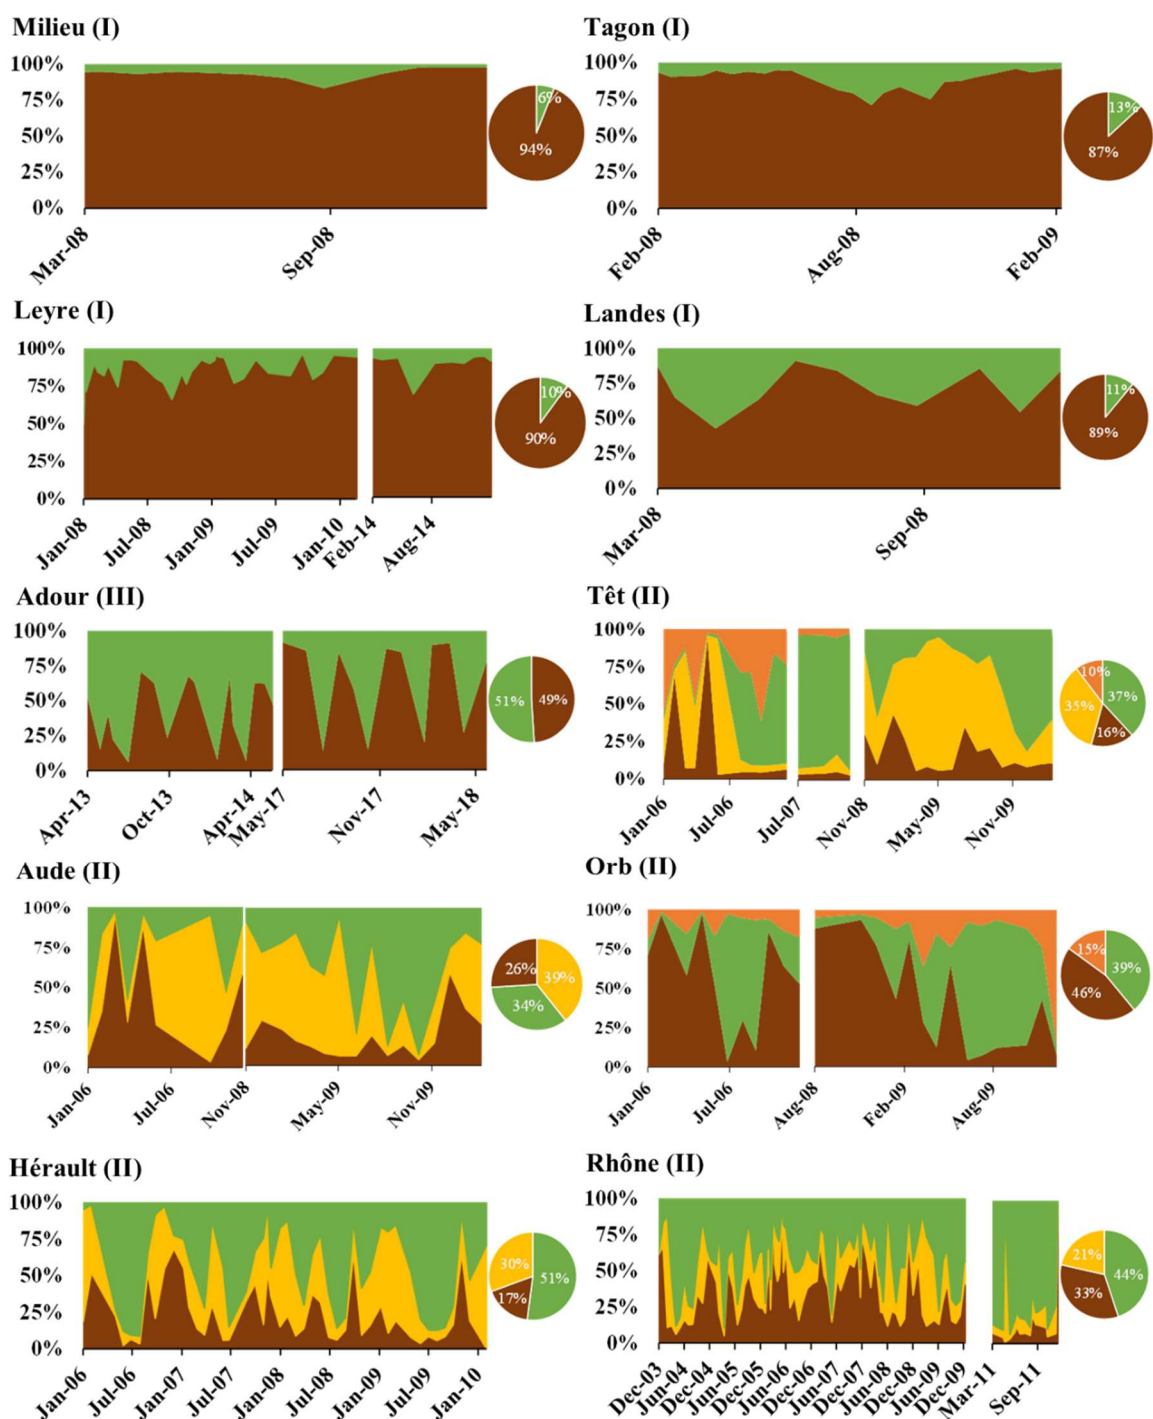 Milieu (I)
100%
75%
50%
25%
0%
Mar-08
Sep-08
6%
94%
Tagon (I)
100%
75%
50%
25%
0%
Feb-08
Aug-08
Feb-09
13%
87%
Leyre (I)
100%
75%
50%
25%
0%
Jan-08
Jul-08
Jan-09
Jul-09
Jan-10
Feb-14
Aug-14
10%
90%
Landes (I)
100%
75%
50%
25%
0%
Mar-08
Sep-08
11%
89%
Adour (III)
100%
75%
50%
25%
0%
Apr-13
Oct-13
Apr-14
May-17
Nov-17
May-18
51%
49%
Têt (II)
100%
75%
50%
25%
0%
Jan-06
Jul-06
Jul-07
Nov-08
May-09
Nov-09
10%
37%
35%
16%
Aude (II)
100%
75%
50%
25%
0%
Jan-06
Jul-06
Nov-08
May-09
Nov-09
26%
39%
34%
Orb (II)
100%
75%
50%
25%
0%
Jan-06
Jul-06
Aug-08
Feb-09
Aug-09
15%
39%
46%
Hérault (II)
100%
75%
50%
25%
0%
Jan-06
Jul-06
Jan-07
Jul-07
Jan-08
Jul-08
Jan-09
Jul-09
Jan-10
30%
51%
17%
Rhône (II)
100%
75%
50%
25%
0%
Dec-03
Jun-04
Dec-04
Jun-05
Dec-05
Jun-06
Dec-06
Jun-07
Dec-07
Jun-08
Dec-08
Jun-09
Dec-09
Mar-11
Sep-11
21%
44%
33%